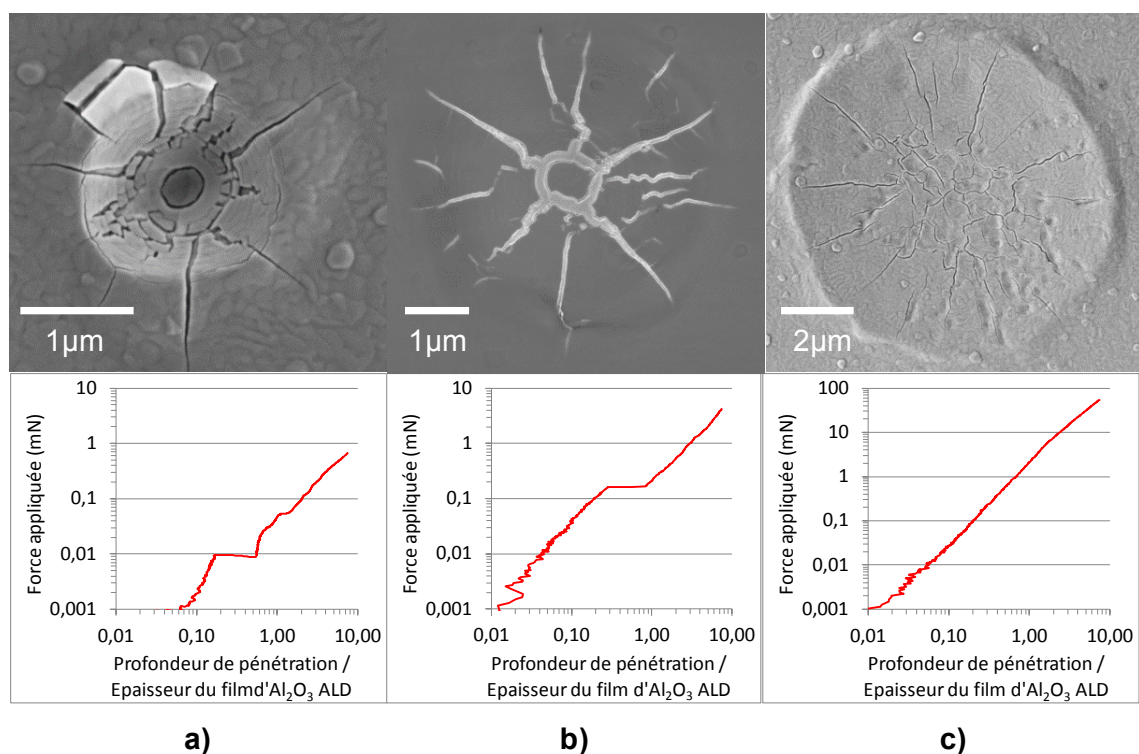 1µm
1µm
2µm
Force appliquée (mN)
10
1
0,1
0,01
0,001
0,01 0,10 1,00 10,00
Profondeur de pénétration /
Epaisseur du filmd'Al₂O₃ ALD
Force appliquée (mN)
10
1
0,1
0,01
0,001
0,01 0,10 1,00 10,00
Profondeur de pénétration /
Epaisseur du film d'Al₂O₃ ALD
Force appliquée (mN)
100
10
1
0,1
0,01
0,001
0,01 0,10 1,00 10,00
Profondeur de pénétration /
Epaisseur du film d'Al₂O₃ ALD
a)
b)
c)